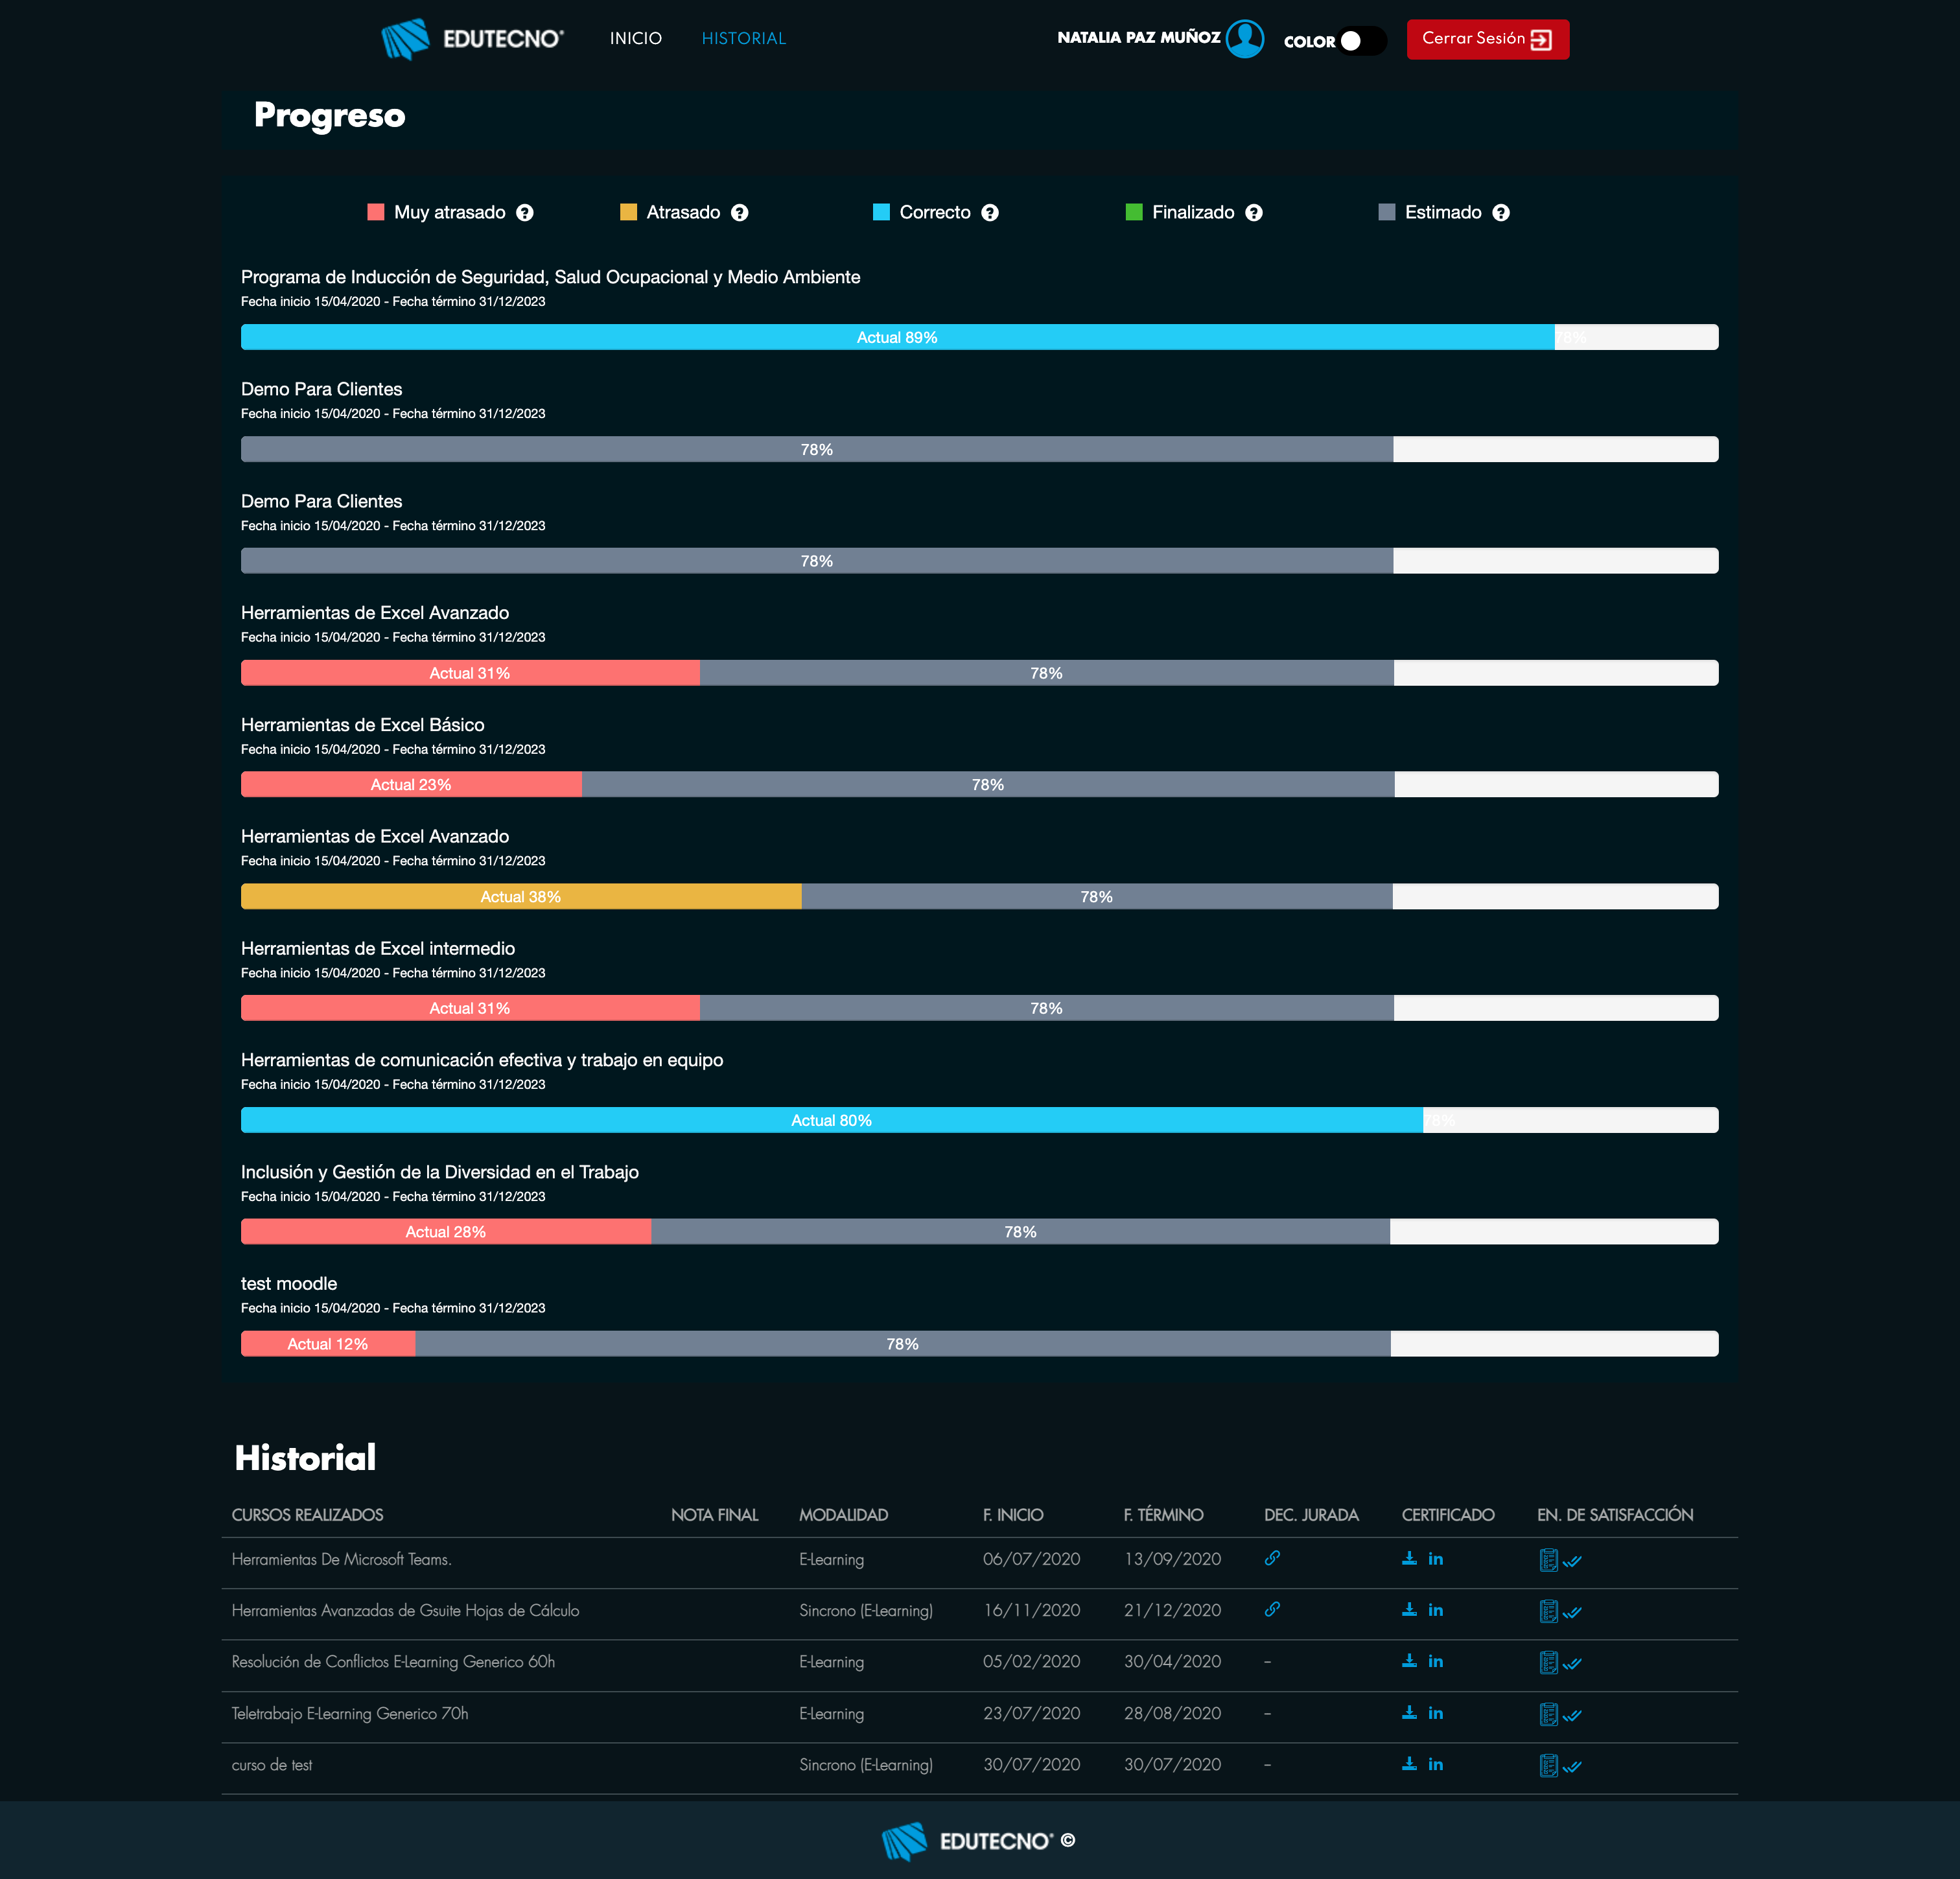 EDUTECNO® INICIO HISTORIAL NATALIA PAZ MUÑOZ COLOR Cerrar Sesión
Progreso
Muy atrasado ? Atrasado ? Correcto ? Finalizado ? Estimado ?
Programa de Inducción de Seguridad, Salud Ocupacional y Medio Ambiente
Fecha inicio 15/04/2020 - Fecha término 31/12/2023
Actual 89% 78%
Demo Para Clientes
Fecha inicio 15/04/2020 - Fecha término 31/12/2023
78%
Demo Para Clientes
Fecha inicio 15/04/2020 - Fecha término 31/12/2023
78%
Herramientas de Excel Avanzado
Fecha inicio 15/04/2020 - Fecha término 31/12/2023
Actual 31% 78%
Herramientas de Excel Básico
Fecha inicio 15/04/2020 - Fecha término 31/12/2023
Actual 23% 78%
Herramientas de Excel Avanzado
Fecha inicio 15/04/2020 - Fecha término 31/12/2023
Actual 38% 78%
Herramientas de Excel intermedio
Fecha inicio 15/04/2020 - Fecha término 31/12/2023
Actual 31% 78%
Herramientas de comunicación efectiva y trabajo en equipo
Fecha inicio 15/04/2020 - Fecha término 31/12/2023
Actual 80% 78%
Inclusión y Gestión de la Diversidad en el Trabajo
Fecha inicio 15/04/2020 - Fecha término 31/12/2023
Actual 28% 78%
test moodle
Fecha inicio 15/04/2020 - Fecha término 31/12/2023
Actual 12% 78%
Historial
CURSOS REALIZADOS NOTA FINAL MODALIDAD F. INICIO F. TÉRMINO DEC. JURADA CERTIFICADO EN. DE SATISFACCIÓN
Herramientas De Microsoft Teams. E-Learning 06/07/2020 13/09/2020 in
Herramientas Avanzadas de Gsuite Hojas de Cálculo Sincrono (E-Learning) 16/11/2020 21/12/2020 in
Resolución de Conflictos E-Learning Generico 60h E-Learning 05/02/2020 30/04/2020 - in
Teletrabajo E-Learning Generico 70h E-Learning 23/07/2020 28/08/2020 - in
curso de test Sincrono (E-Learning) 30/07/2020 30/07/2020 - in
EDUTECNO® ©